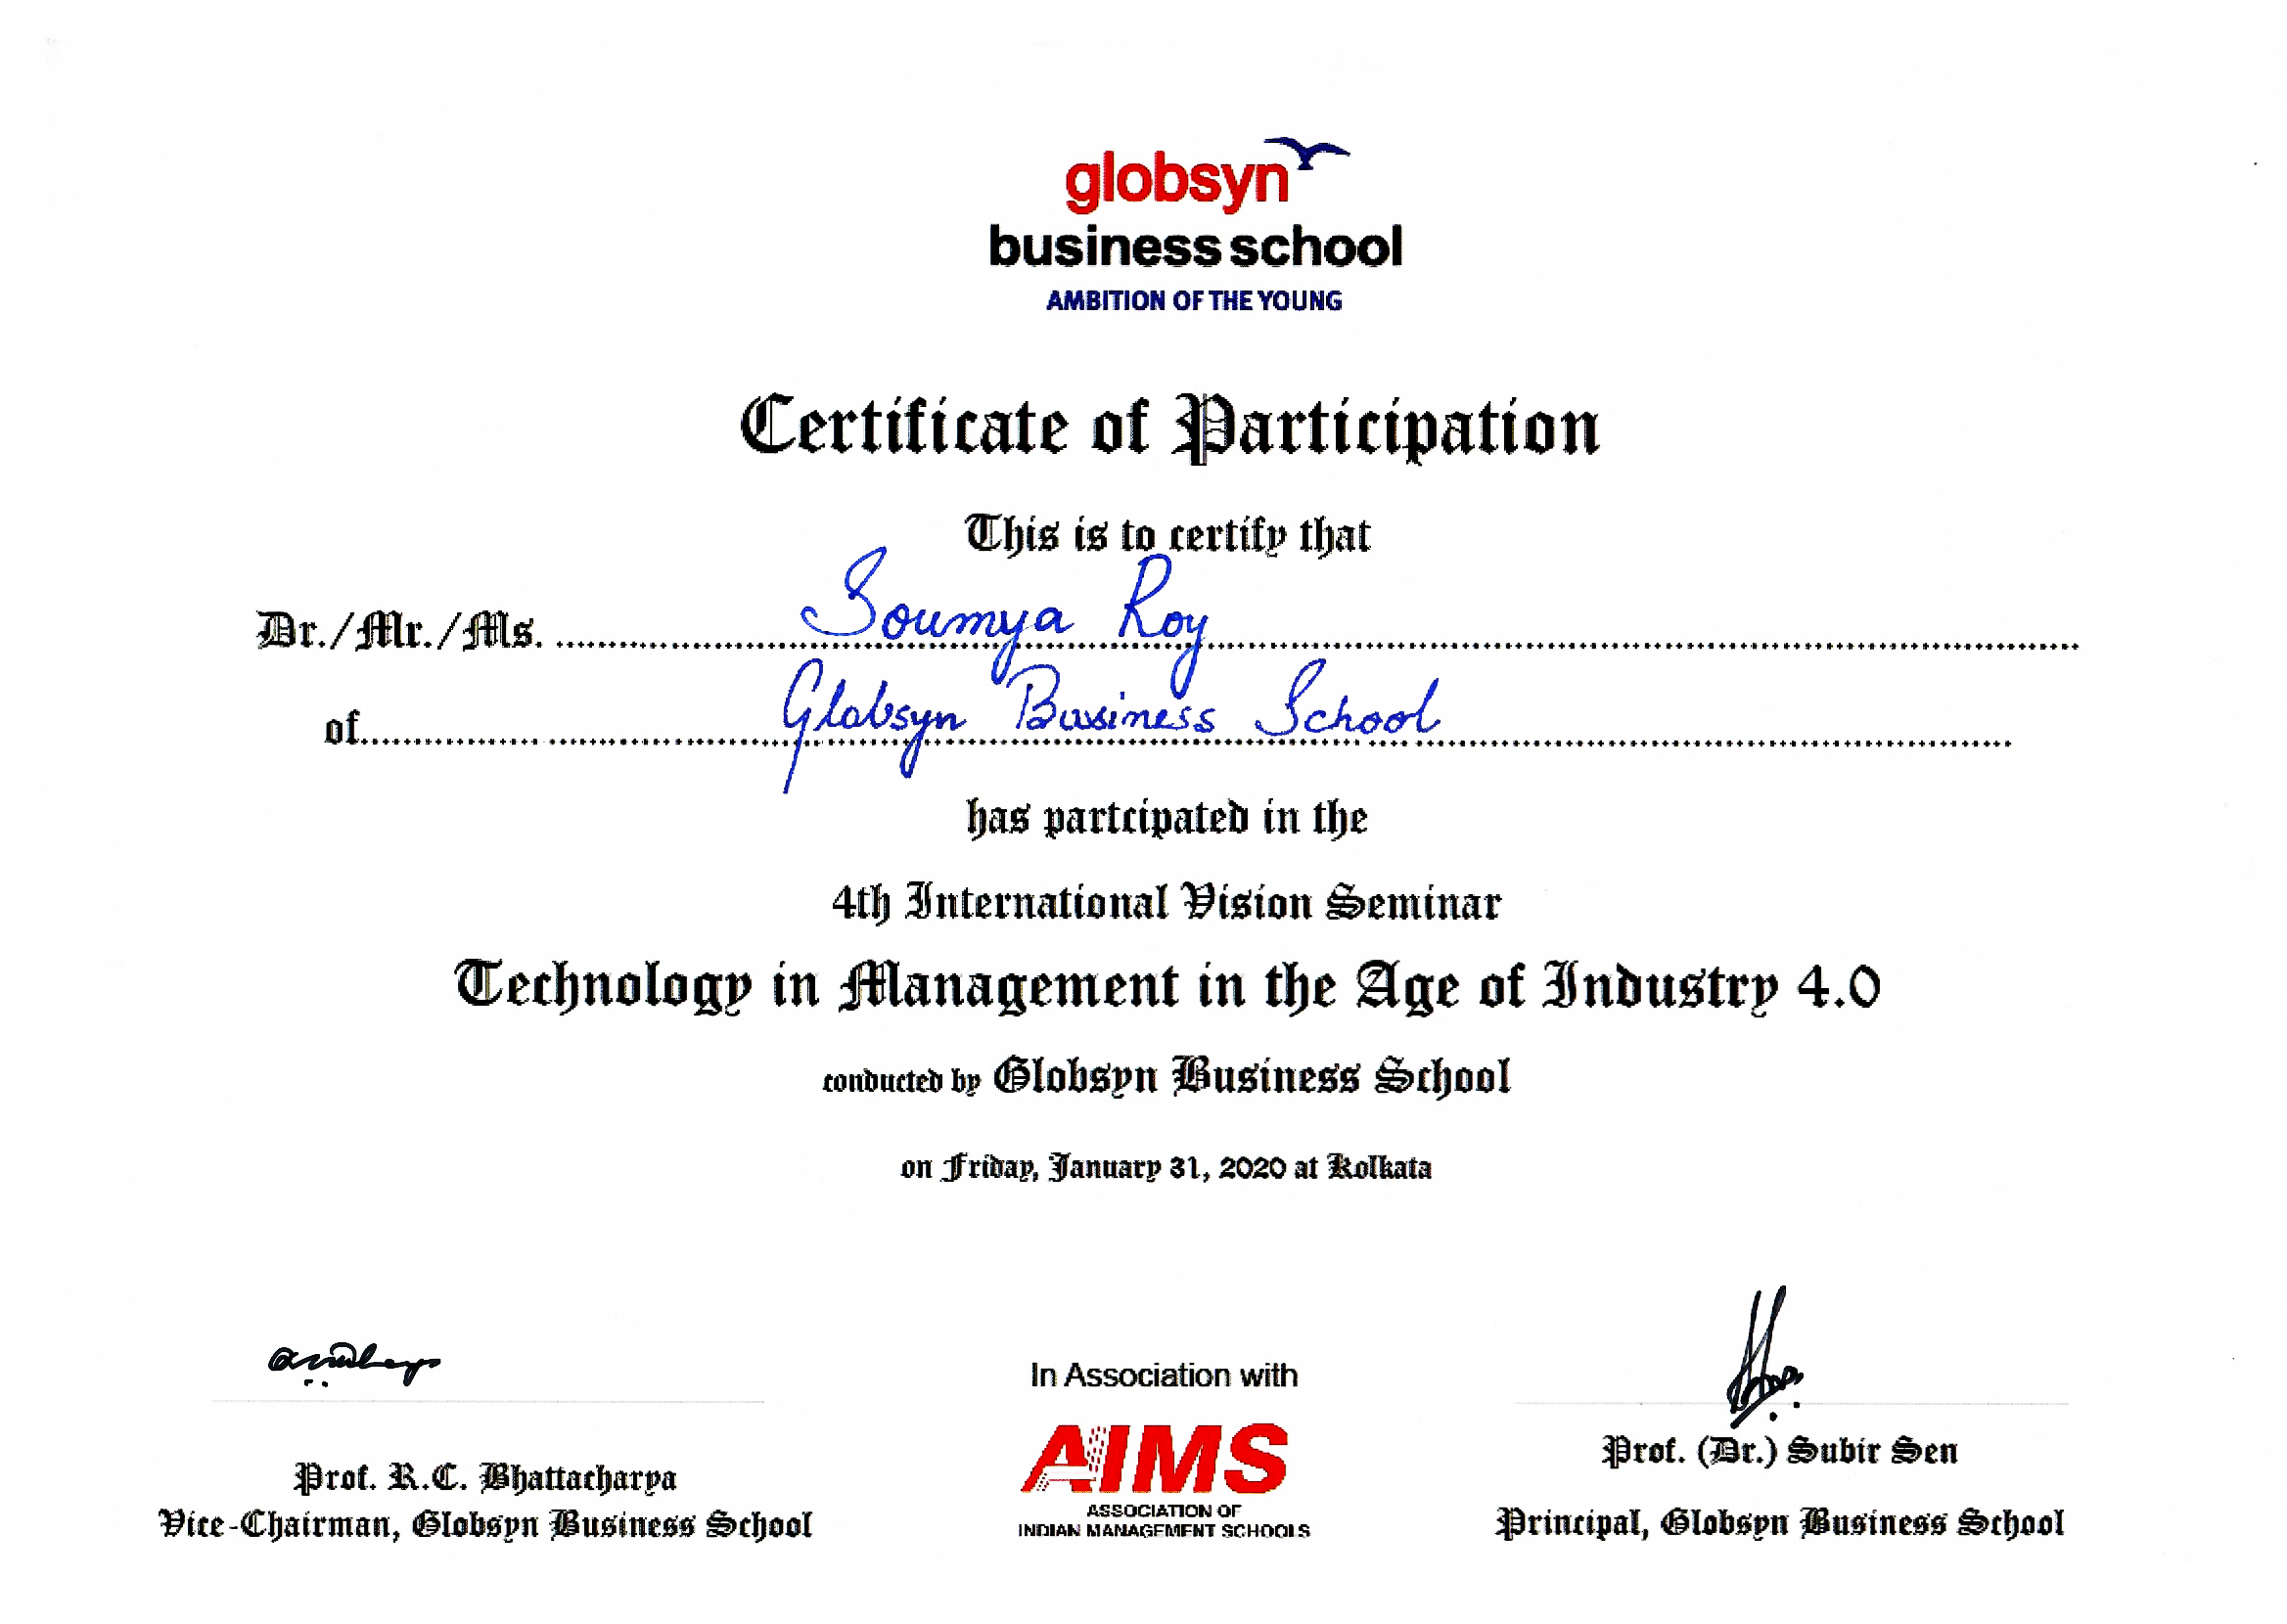 globsyn
business school
AMBITION OF THE YOUNG
Certificate of Participation
This is to certify that
Dr./Mr./Ms. Soumya Roy
of Globsyn Business School
has partcipated in the
4th International Vision Seminar
Technology in Management in the Age of Industry 4.0
conducted by Globsyn Business School
on Friday, January 31, 2020 at Kolkata
In Association with
AIMS
ASSOCIATION OF
INDIAN MANAGEMENT SCHOOLS
Prof. R.C. Bhattacharya
Vice-Chairman, Globsyn Business School
Prof. (Dr.) Subir Sen
Principal, Globsyn Business School